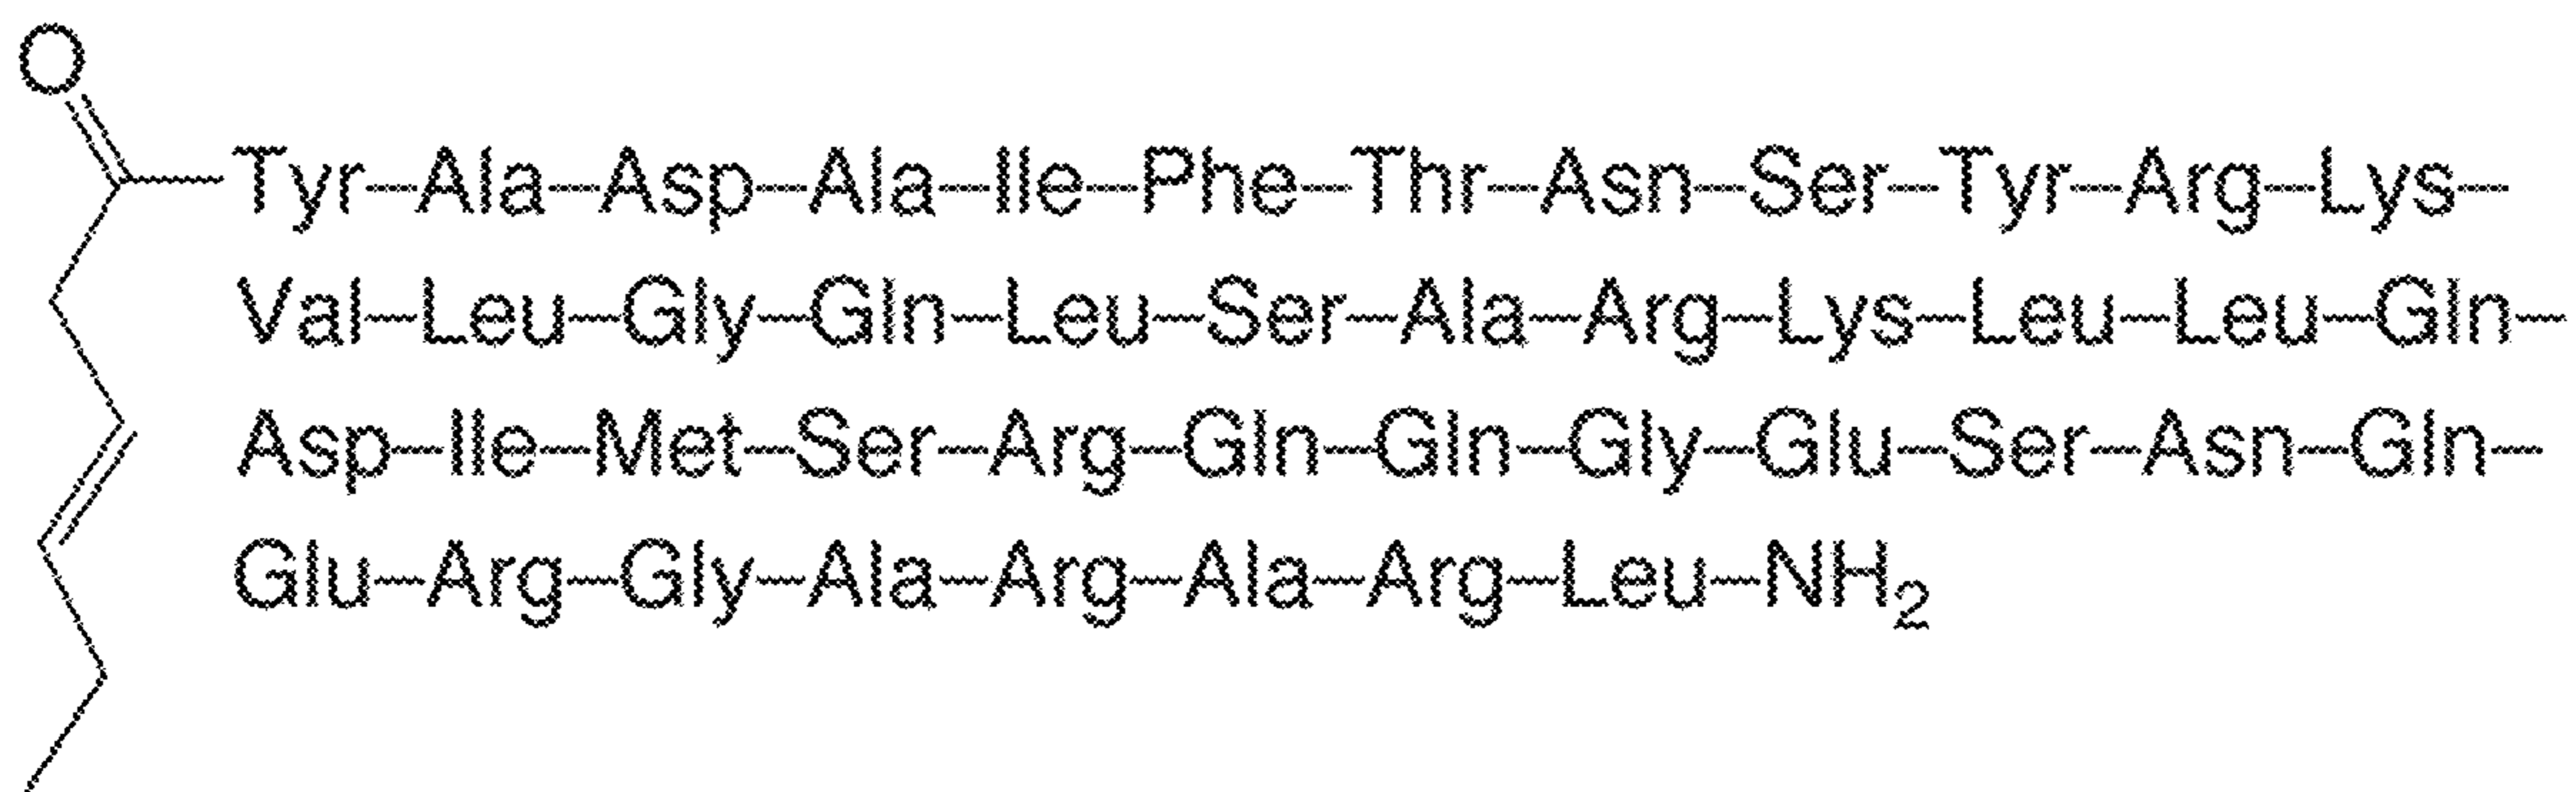 O
Tyr–Ala–Asp–Ala–Ile–Phe–Thr–Asn–Ser–Tyr–Arg–Lys–
Val–Leu–Gly–Gln–Leu–Ser–Ala–Arg–Lys–Leu–Leu–Gln–
Asp–Ile–Met–Ser–Arg–Gln–Gln–Gly–Glu–Ser–Asn–Gln–
Glu–Arg–Gly–Ala–Arg–Ala–Arg–Leu–NH₂